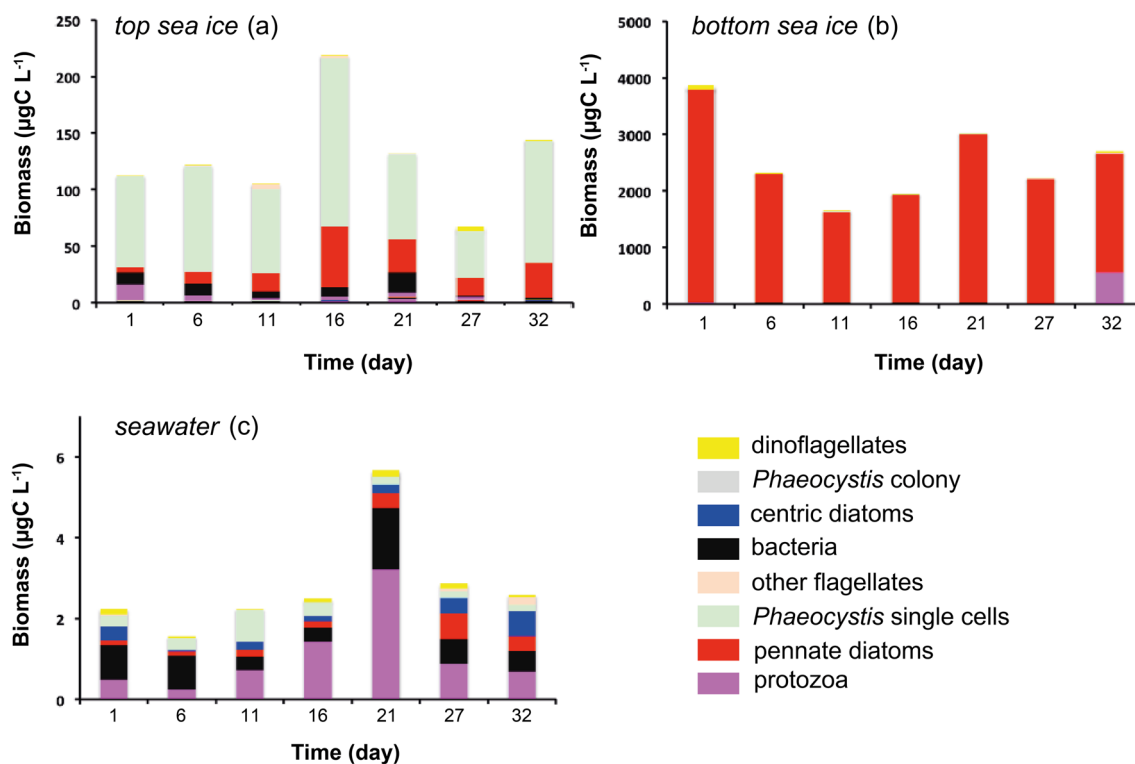 top sea ice (a)
Biomass (µgC L-1)
250
200
150
100
50
0
1 6 11 16 21 27 32
Time (day)
bottom sea ice (b)
Biomass (µgC L-1)
5000
4000
3000
2000
1000
0
1 6 11 16 21 27 32
Time (day)
seawater (c)
Biomass (µgC L-1)
6
4
2
0
1 6 11 16 21 27 32
Time (day)
dinoflagellates
Phaeocystis colony
centric diatoms
bacteria
other flagellates
Phaeocystis single cells
pennate diatoms
protozoa